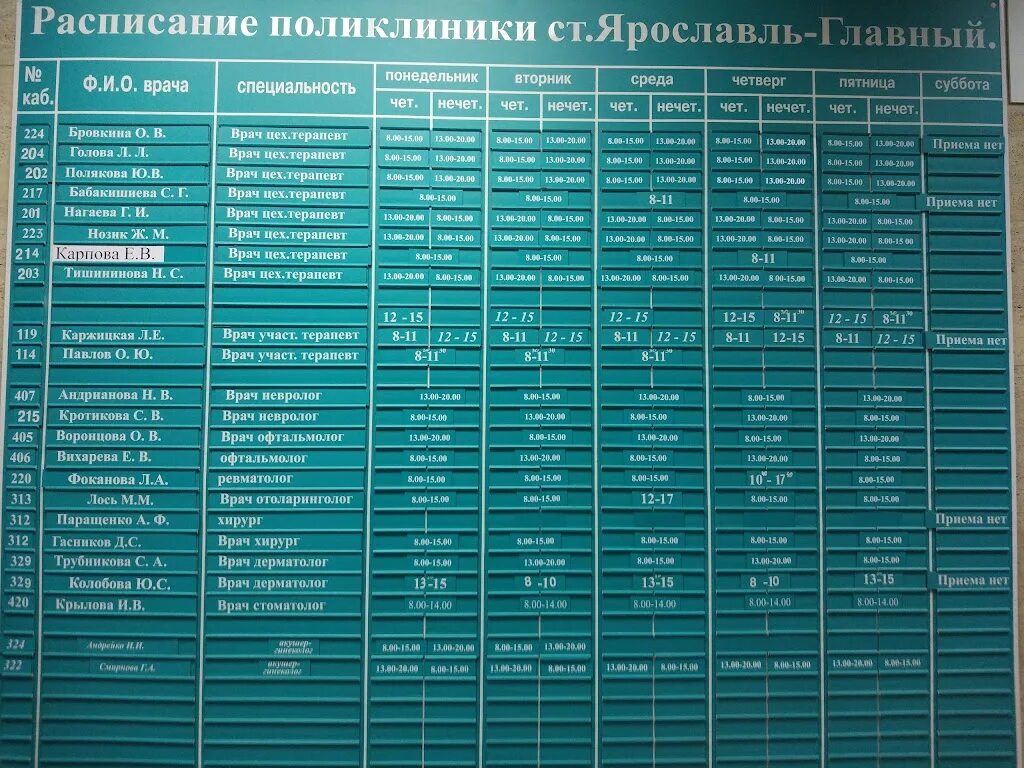 Расписание поликлиники ст.Ярославль-Главный.
№ каб. Ф.И.О. врача специальность понедельник вторник среда четверг пятница суббота
чет. нечет. чет. нечет. чет. нечет. чет. нечет. чет. нечет.
224 Бровкина О. В. Врач цех.терапевт 8.00-15.00 13.00-20.00 8.00-15.00 13.00-20.00 8.00-15.00 13.00-20.00 8.00-15.00 13.00-20.00 8.00-15.00 13.00-20.00 Приема нет
204 Голова Л. Л. Врач цех.терапевт 8.00-15.00 13.00-20.00 8.00-15.00 13.00-20.00 8.00-15.00 13.00-20.00 8.00-15.00 13.00-20.00 8.00-15.00 13.00-20.00
202 Полякова Ю.В. Врач цех.терапевт 8.00-15.00 13.00-20.00 8.00-15.00 13.00-20.00 8.00-15.00 13.00-20.00 8.00-15.00 13.00-20.00 8.00-15.00 13.00-20.00
217 Бабакишиева С. Г. Врач цех.терапевт 8.00-15.00 8.00-15.00 8-11 8.00-15.00 8.00-15.00 Приема нет
201 Нагаева Г. И. Врач цех.терапевт 13.00-20.00 8.00-15.00 13.00-20.00 8.00-15.00 13.00-20.00 8.00-15.00 13.00-20.00 8.00-15.00 13.00-20.00 8.00-15.00
223 Нозик Ж. М. Врач цех.терапевт 13.00-20.00 8.00-15.00 13.00-20.00 8.00-15.00 13.00-20.00 8.00-15.00 13.00-20.00 8.00-15.00 13.00-20.00 8.00-15.00
214 Карпова Е.В. Врач цех.терапевт 8.00-15.00 8.00-15.00 8.00-15.00 8-11 8.00-15.00
203 Тишининова Н. С. Врач цех.терапевт 13.00-20.00 8.00-15.00 13.00-20.00 8.00-15.00 13.00-20.00 8.00-15.00 13.00-20.00 8.00-15.00 13.00-20.00 8.00-15.00
12 - 15 12 - 15 12 - 15 12-15 8-11 12 - 15 8-11
119 Каржицкая Л.Е. Врач участ. терапевт 8-11 12 - 15 8-11 12 - 15 8-11 12 - 15 8-11 12-15 8-11 12 - 15 Приема нет
114 Павлов О. Ю. Врач участ. терапевт 8-11 8-11 8-11
407 Андрианова Н. В. Врач невролог 13.00-20.00 8.00-15.00 13.00-20.00 8.00-15.00 13.00-20.00
215 Кротикова С. В. Врач невролог 8.00-15.00 13.00-20.00 8.00-15.00 13.00-20.00 8.00-15.00
405 Воронцова О. В. Врач офтальмолог 13.00-20.00 8.00-15.00 13.00-20.00 8.00-15.00 13.00-20.00
406 Вихарева Е. В. офтальмолог 8.00-15.00 13.00-20.00 8.00-15.00 13.00-20.00 8.00-15.00
220 Фоканова Л.А. ревматолог 8.00-15.00 8.00-15.00 8.00-15.00 10 - 17 8.00-15.00
313 Лось М.М. Врач отоларинголог 8.00-15.00 8.00-15.00 12-17 8.00-15.00 8.00-15.00
312 Паращенко А. Ф. хирург Приема нет
312 Гасников Д.С. Врач хирург 8.00-15.00 8.00-15.00 8.00-15.00 8.00-15.00 8.00-15.00
329 Трубникова С. А. Врач дерматолог 8.00-15.00 13.00-20.00 8.00-15.00 13.00-20.00 8.00-15.00
329 Колобова Ю.С. Врач дерматолог 13-15 8 -10 13-15 8 -10 13-15 Приема нет
420 Крылова И.В. Врач стоматолог 8.00-14.00 8.00-14.00 8.00-14.00 8.00-14.00 8.00-14.00
324 Андрейко Н.И. акушер-гинеколог 8.00-15.00 13.00-20.00 8.00-15.00 13.00-20.00
322 Смирнова Г.А. акушер-гинеколог 13.00-20.00 8.00-15.00 13.00-20.00 8.00-15.00 13.00-20.00 8.00-15.00 13.00-20.00 8.00-15.00 13.00-20.00 8.00-15.00